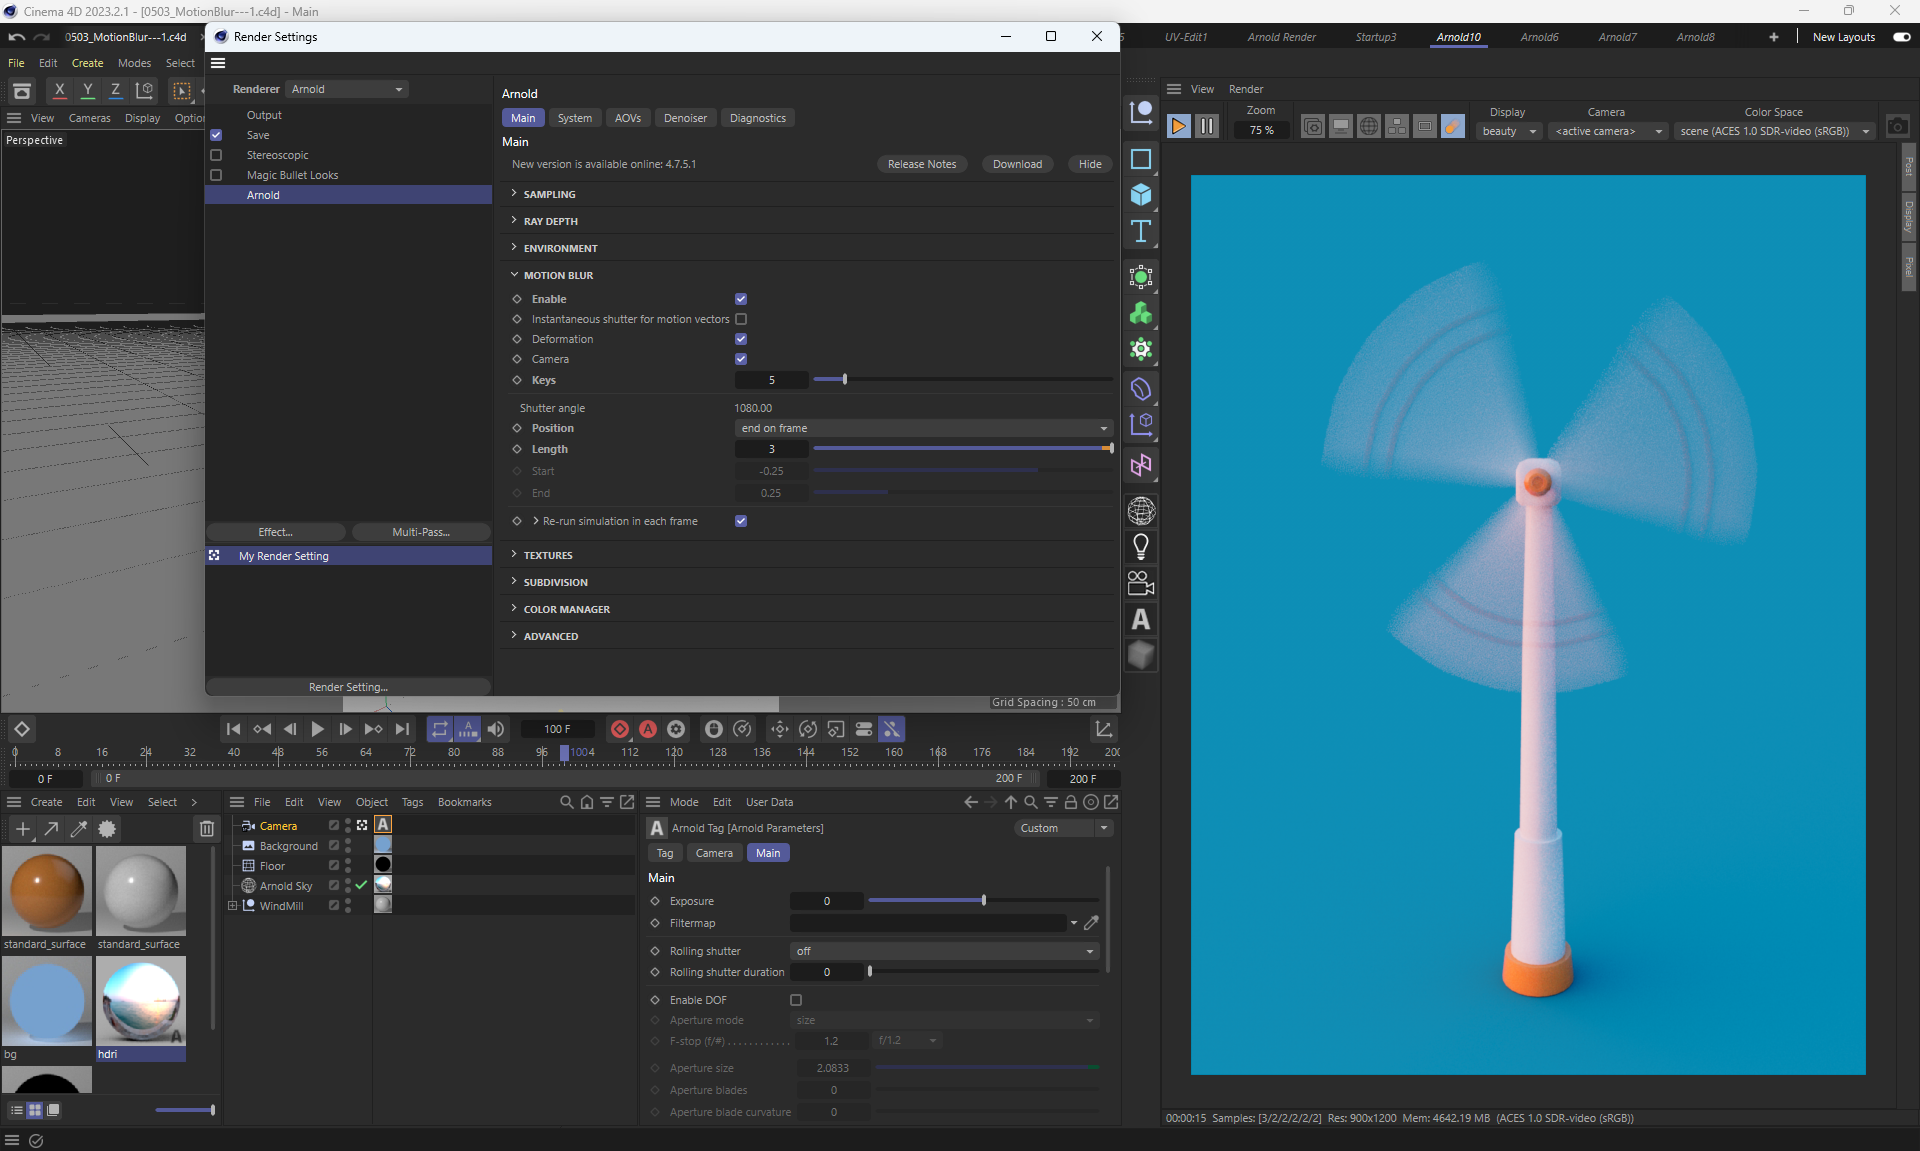 Cinema 4D 2023.2.1 - [0503_MotionBlur---1.c4d] - Main
0503_MotionBlur---1.c4d
UV-Edit1 Arnold Render Startup3 Arnold10 Arnold6 Arnold7 Arnold8 + New Layouts
File Edit Create Modes Select
X Y Z
View Cameras Display Optio
Perspective
Render Settings
Renderer Arnold
Output
Save
Stereoscopic
Magic Bullet Looks
Arnold
Effect...
Multi-Pass...
My Render Setting
Render Setting...
Arnold
Main System AOVs Denoiser Diagnostics
Main
New version is available online: 4.7.5.1 Release Notes Download Hide
SAMPLING
RAY DEPTH
ENVIRONMENT
MOTION BLUR
Enable
Instantaneous shutter for motion vectors
Deformation
Camera
Keys 5
Shutter angle 1080.00
Position end on frame
Length 3
Start -0.25
End 0.25
Re-run simulation in each frame
TEXTURES
SUBDIVISION
COLOR MANAGER
ADVANCED
Grid Spacing : 50 cm
View Render
Zoom Display Camera Color Space
75 % beauty <active camera> scene (ACES 1.0 SDR-video (sRGB))
Post
Display
Pixel
100 F
0 8 16 24 32 40 48 56 64 72 80 88 96 1004 112 120 128 136 144 152 160 168 176 184 192 200
0 F 0 F 200 F 200 F
Create Edit View Select
standard_surface standard_surface
bg hdri
File Edit View Object Tags Bookmarks
Camera
Background
Floor
Arnold Sky
WindMill
Mode Edit User Data
Arnold Tag [Arnold Parameters] Custom
Tag Camera Main
Main
Exposure 0
Filtermap
Rolling shutter off
Rolling shutter duration 0
Enable DOF
Aperture mode size
F-stop (f/#) . . . . . . . . . . . . 1.2 f/1.2
Aperture size 2.0833
Aperture blades 0
Aperture blade curvature 0
00:00:15 Samples: [3/2/2/2/2/2] Res: 900x1200 Mem: 4642.19 MB (ACES 1.0 SDR-video (sRGB))